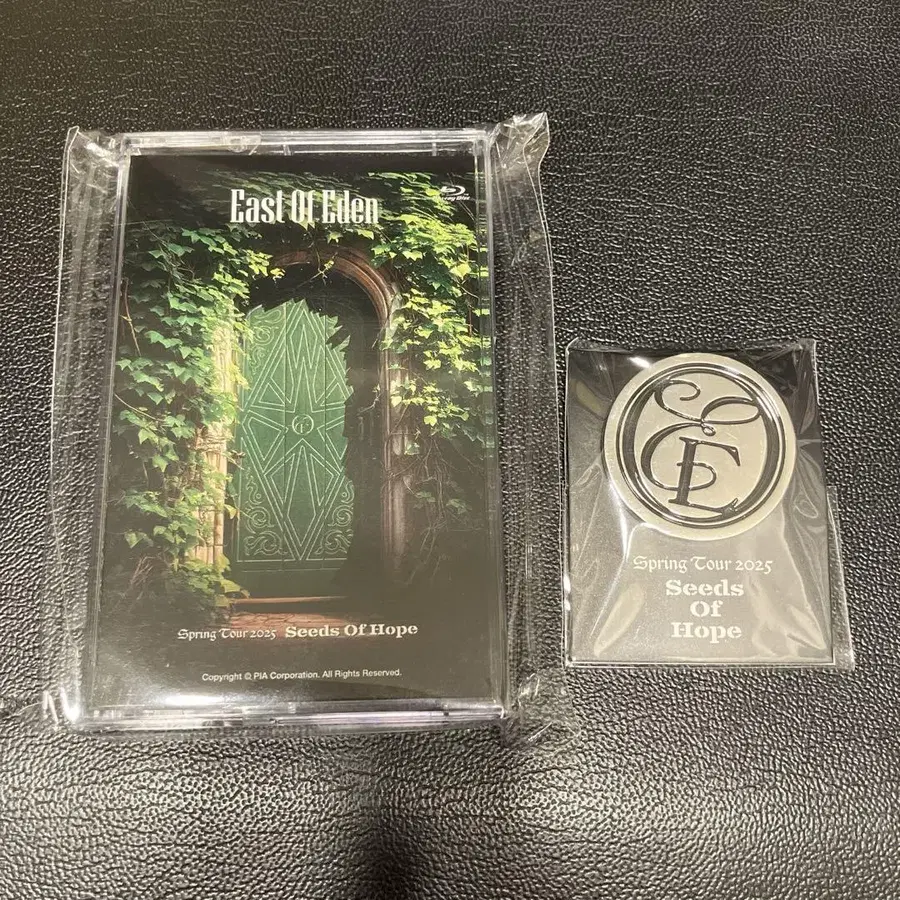 East Of Eden
Blu-ray Disc
Spring Tour 2025 Seeds Of Hope
Copyright © PIA Corporation. All Rights Reserved.
EOE
Spring Tour 2025
Seeds
Of
Hope